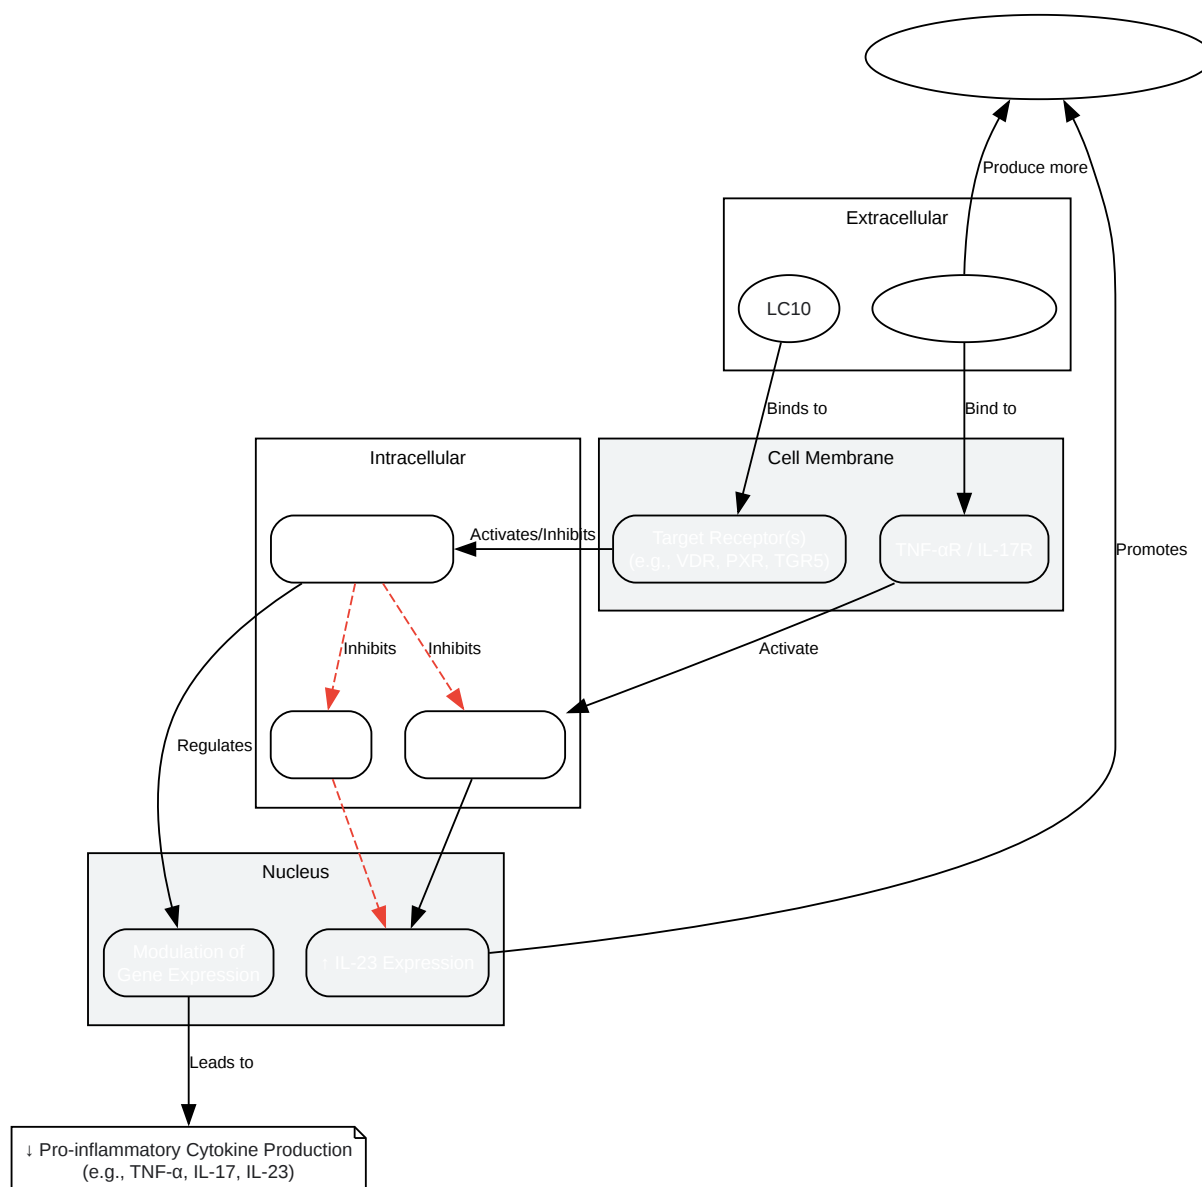 Produce more
Extracellular
LC10
Binds to
Bind to
Intracellular
Cell Membrane
Activates/Inhibits
Target Receptor(s)
(e.g., VDR, PXR, TGR5)
TNF-αR / IL-17R
Promotes
Inhibits
Inhibits
Activate
Regulates
Nucleus
Modulation of
Gene Expression
↑ IL-23 Expression
Leads to
↓ Pro-inflammatory Cytokine Production
(e.g., TNF-α, IL-17, IL-23)